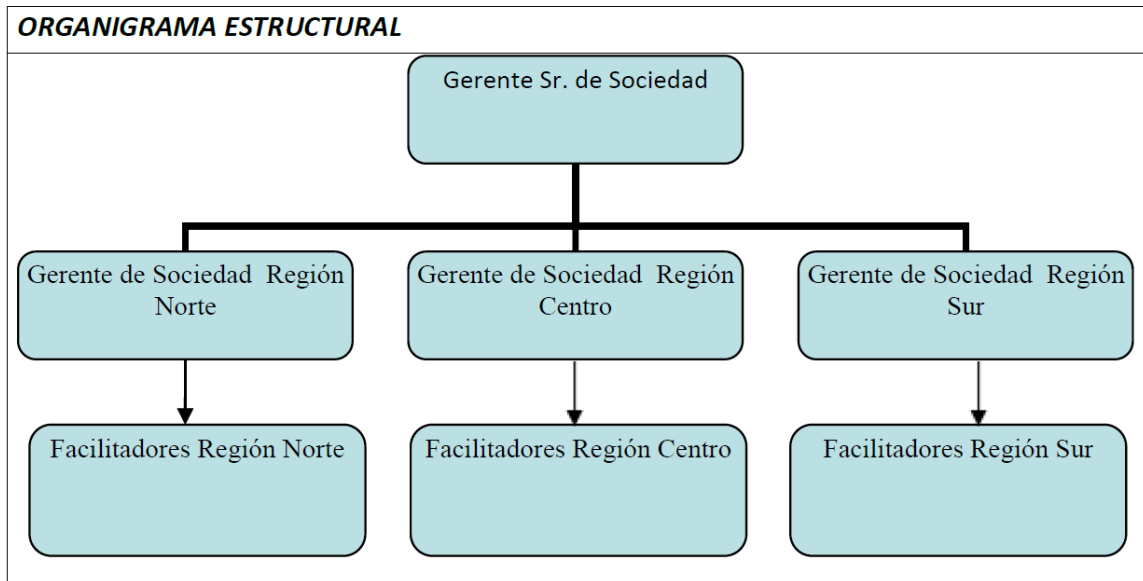 ORGANIGRAMA ESTRUCTURAL
Gerente Sr. de Sociedad
Gerente de Sociedad Región
Norte
Gerente de Sociedad Región
Centro
Gerente de Sociedad Región
Sur
Facilitadores Región Norte
Facilitadores Región Centro
Facilitadores Región Sur